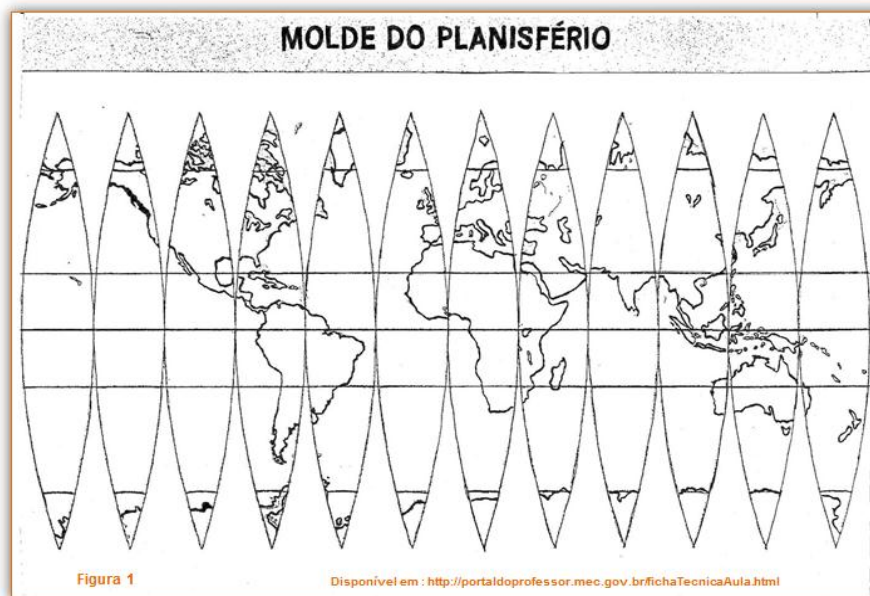 MOLDE DO PLANISFÉRIO
Figura 1
Disponível em : http://portaldoprofessor.mec.gov.br/fichaTecnicaAula.html